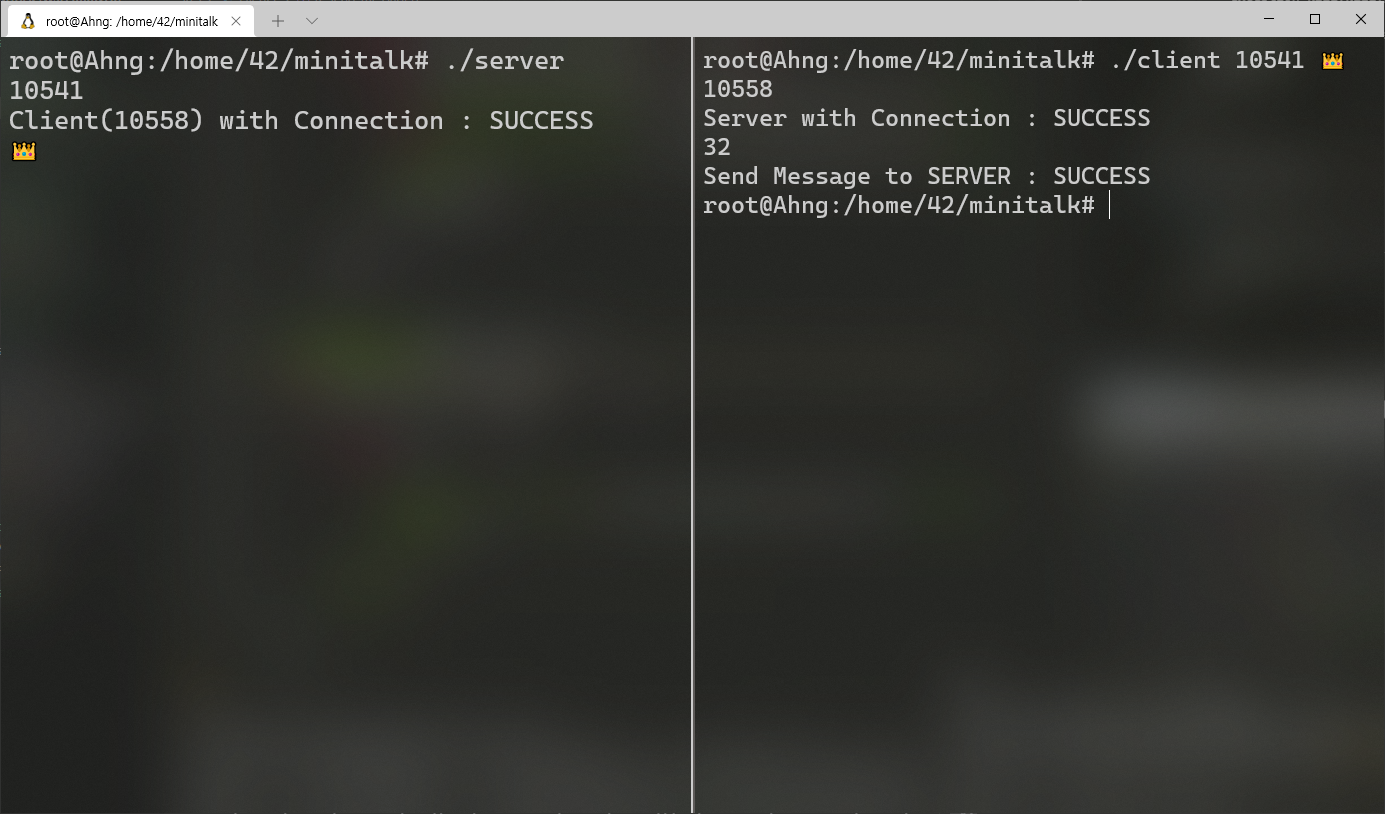 root@Ahng: /home/42/minitalk
root@Ahng:/home/42/minitalk# ./server
10541
Client(10558) with Connection : SUCCESS
👑
root@Ahng:/home/42/minitalk# ./client 10541 👑
10558
Server with Connection : SUCCESS
32
Send Message to SERVER : SUCCESS
root@Ahng:/home/42/minitalk#